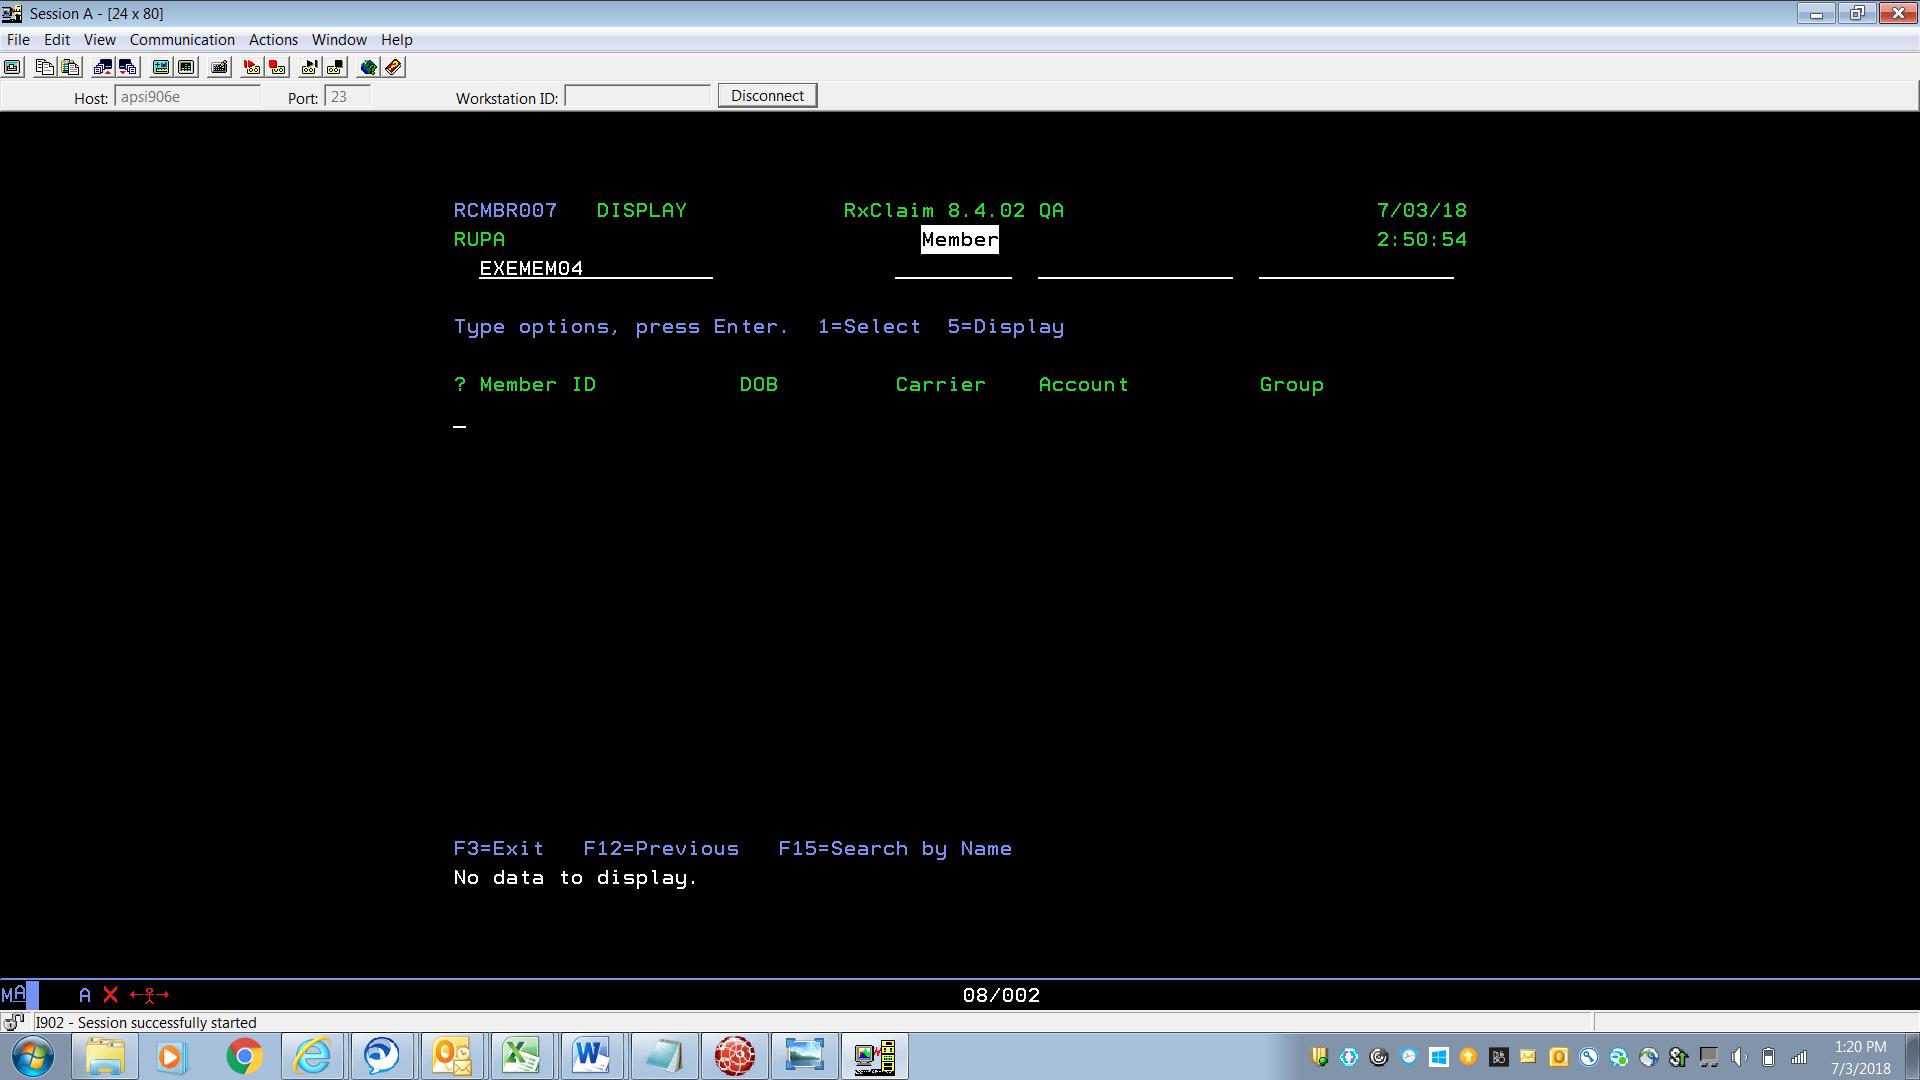 Session A - [24 x 80]
File Edit View Communication Actions Window Help
Host: apsi906e Port: 23 Workstation ID: Disconnect
RCMBR007 DISPLAY RxClaim 8.4.02 QA 7/03/18
RUPA Member 2:50:54
EXEMEM04
Type options, press Enter. 1=Select 5=Display
? Member ID DOB Carrier Account Group
F3=Exit F12=Previous F15=Search by Name
No data to display.
MA A 08/002
I902 - Session successfully started
1:20 PM
7/3/2018